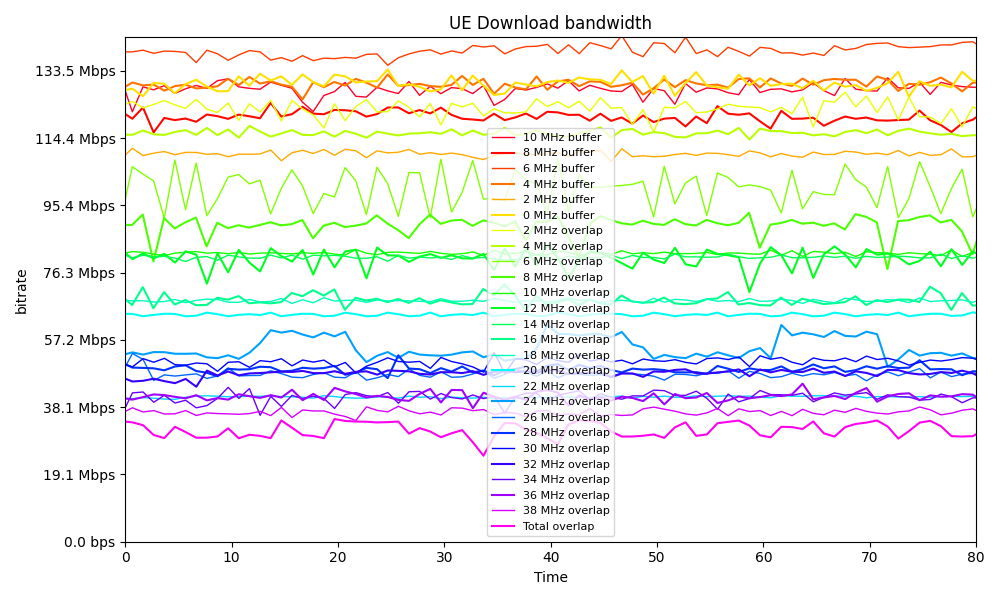 UE Download bandwidth
bitrate
133.5 Mbps
114.4 Mbps
95.4 Mbps
76.3 Mbps
57.2 Mbps
38.1 Mbps
19.1 Mbps
0.0 bps
10 MHz buffer
8 MHz buffer
6 MHz buffer
4 MHz buffer
2 MHz buffer
0 MHz buffer
2 MHz overlap
4 MHz overlap
6 MHz overlap
8 MHz overlap
10 MHz overlap
12 MHz overlap
14 MHz overlap
16 MHz overlap
18 MHz overlap
20 MHz overlap
22 MHz overlap
24 MHz overlap
26 MHz overlap
28 MHz overlap
30 MHz overlap
32 MHz overlap
34 MHz overlap
36 MHz overlap
38 MHz overlap
Total overlap
0 10 20 30 40 50 60 70 80
Time